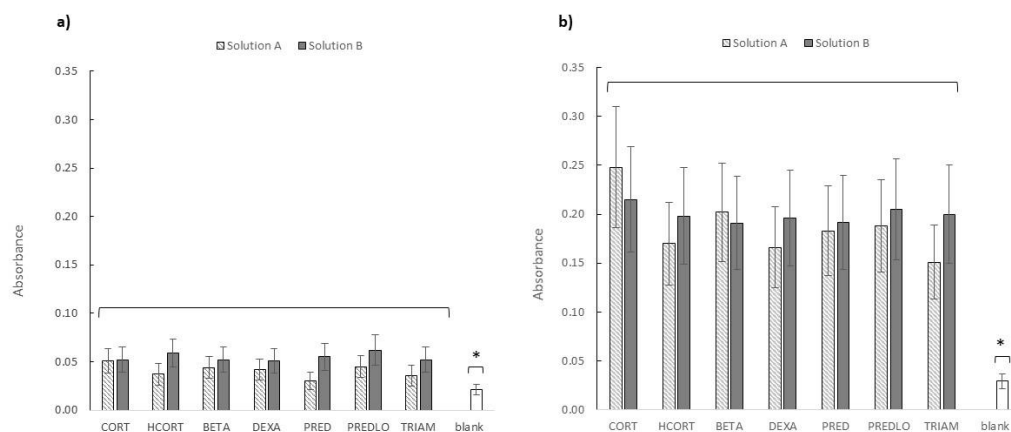 a)
Solution A Solution B
0.35
0.30
0.25
0.20
0.15
0.10
0.05
0.00
Absorbance
*
CORT HCORT BETA DEXA PRED PREDLO TRIAM blank
b)
Solution A Solution B
0.35
0.30
0.25
0.20
0.15
0.10
0.05
0.00
Absorbance
*
CORT HCORT BETA DEXA PRED PREDLO TRIAM blank